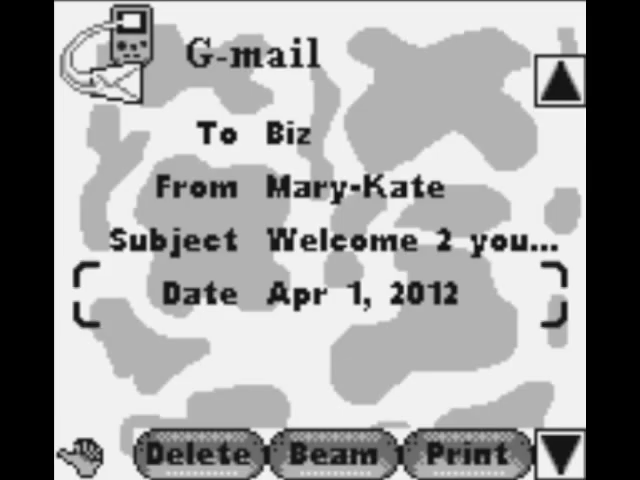 G-mail
To Biz
From Mary-Kate
Subject Welcome 2 you...
Date Apr 1, 2012
Delete Beam Print